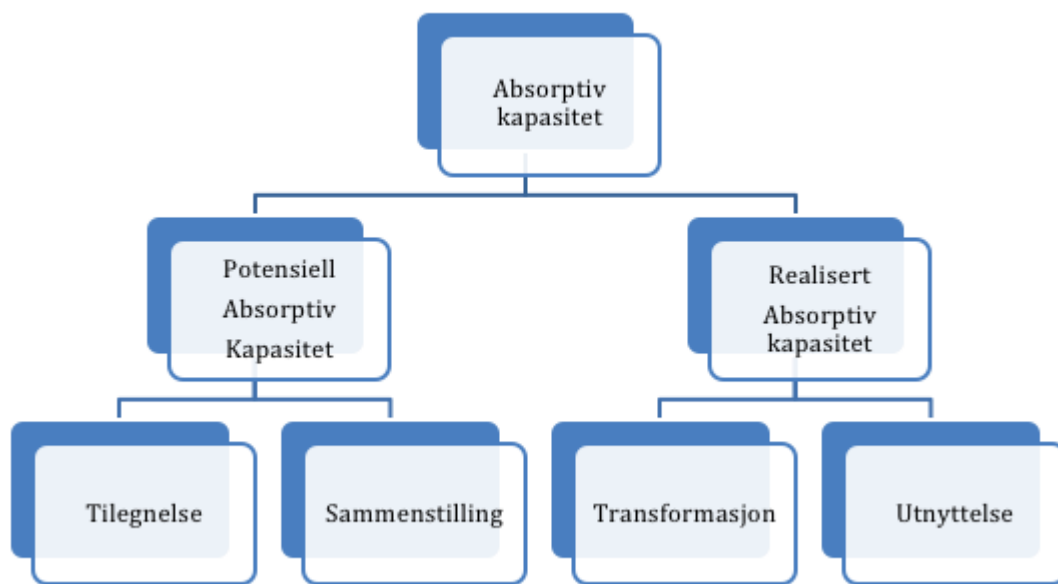 Absorptiv
kapasitet
Potensiell
Absorptiv
Kapasitet
Realisert
Absorptiv
kapasitet
Tilegnelse
Sammenstilling
Transformasjon
Utnyttelse